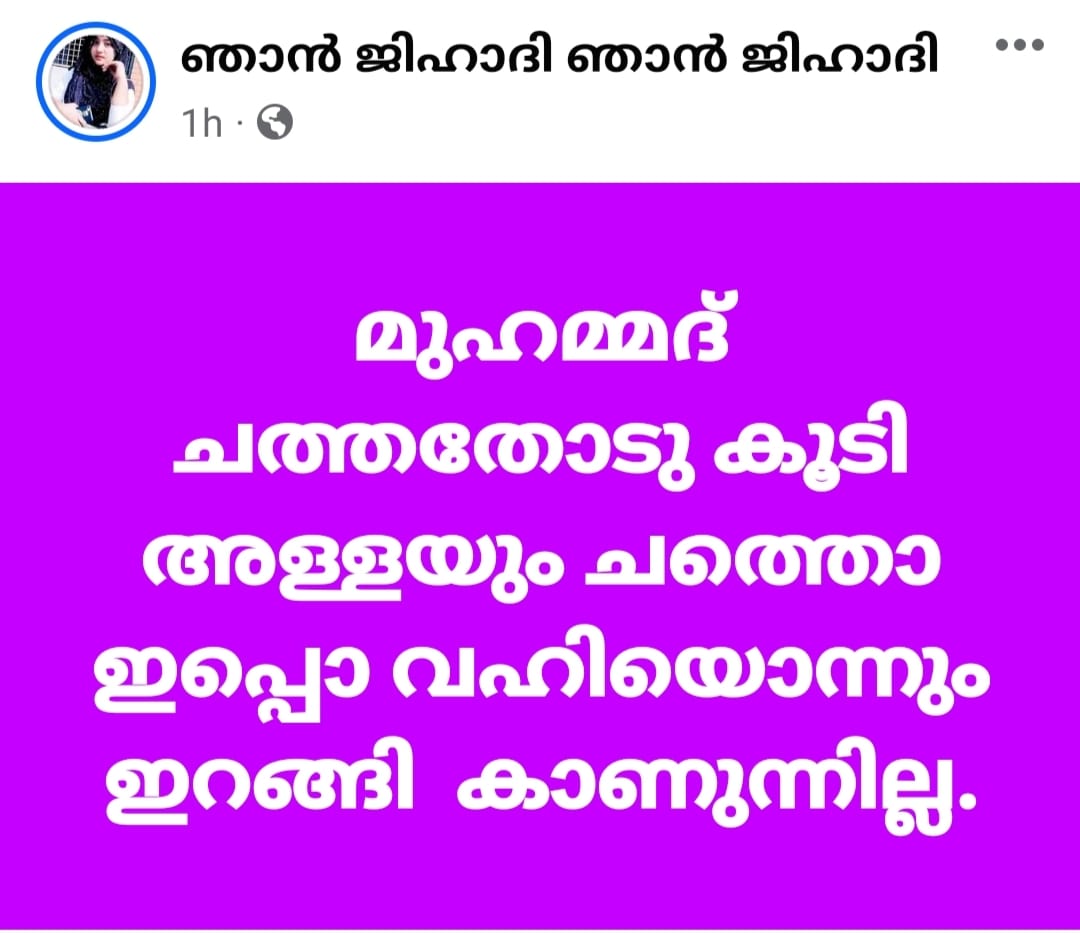 ഞാൻ ജിഹാദി ഞാൻ ജിഹാദി
1h ·
മുഹമ്മദ്
ചത്തതോടു കൂടി
അള്ളയും ചത്തൊ
ഇപ്പൊ വഹിയൊന്നും
ഇറങ്ങി കാണുന്നില്ല.